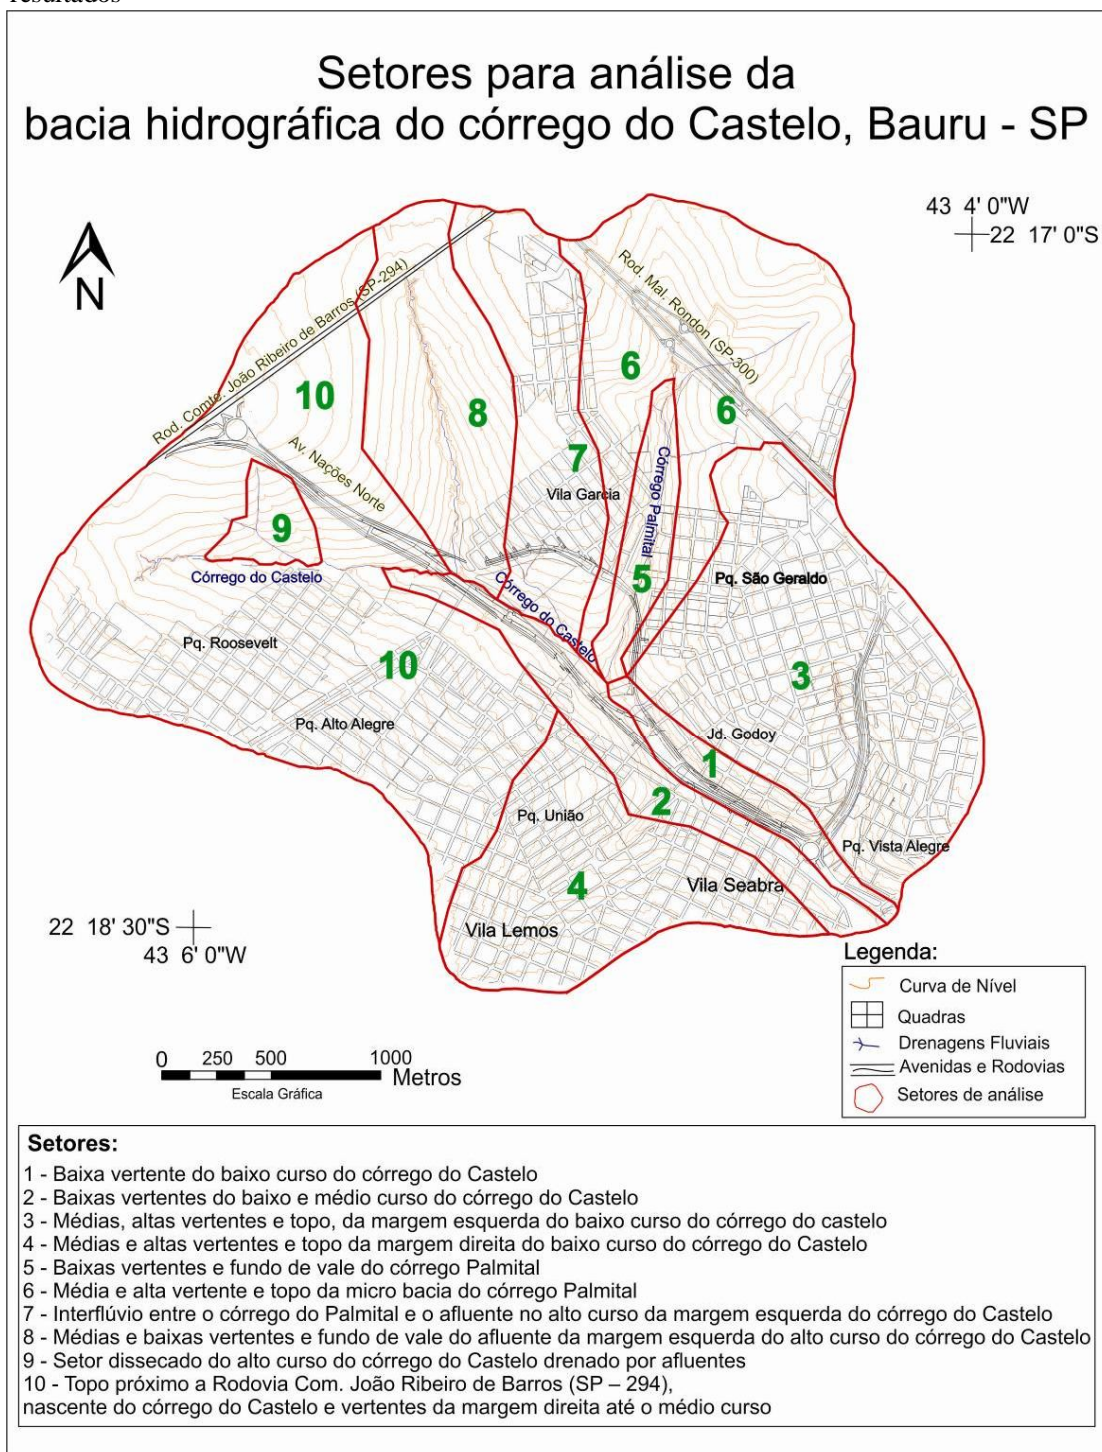 resultados
Setores para análise da
bacia hidrográfica do córrego do Castelo, Bauru - SP
43 4' 0"W
22 17' 0"S
N
Rod. Comte. João Ribeiro de Barros (SP-294)
Rod. Mal. Rondon (SP-300)
6
10
8
6
Av. Nações Norte
7
Córrego Palmital
Vila Garcia
9
Córrego do Castelo
5
Pq. São Geraldo
Córrego do Castelo
Pq. Roosevelt
10
3
Pq. Alto Alegre
Jd. Godoy
1
2
Pq. União
Pq. Vista Alegre
4
Vila Seabra
Vila Lemos
22 18' 30"S
43 6' 0"W
Legenda:
Curva de Nível
Quadras
Drenagens Fluviais
Avenidas e Rodovias
Setores de análise
0 250 500 1000
Metros
Escala Gráfica
Setores:
1 - Baixa vertente do baixo curso do córrego do Castelo
2 - Baixas vertentes do baixo e médio curso do córrego do Castelo
3 - Médias, altas vertentes e topo, da margem esquerda do baixo curso do córrego do castelo
4 - Médias e altas vertentes e topo da margem direita do baixo curso do córrego do Castelo
5 - Baixas vertentes e fundo de vale do córrego Palmital
6 - Média e alta vertente e topo da micro bacia do córrego Palmital
7 - Interflúvio entre o córrego do Palmital e o afluente no alto curso da margem esquerda do córrego do Castelo
8 - Médias e baixas vertentes e fundo de vale do afluente da margem esquerda do alto curso do córrego do Castelo
9 - Setor dissecado do alto curso do córrego do Castelo drenado por afluentes
10 - Topo próximo a Rodovia Com. João Ribeiro de Barros (SP – 294),
nascente do córrego do Castelo e vertentes da margem direita até o médio curso